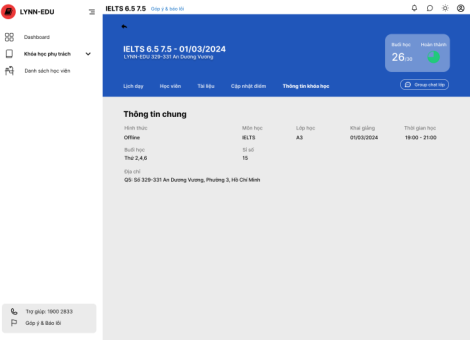 LYNN-EDU
IELTS 6.5 7.5 Góp ý & báo lỗi
Dashboard
Khóa học phụ trách
Danh sách học viên
IELTS 6.5 7.5 - 01/03/2024
LYNN-EDU 329-331 An Dương Vương
Buổi học Hoàn thành
26/35
Lịch dạy Học viên Tài liệu Cập nhật điểm Thông tin khóa học
Group chat lớp
Thông tin chung
Hình thức Môn học Lớp học Khai giảng Thời gian học
Offline IELTS A3 01/03/2024 19:00 - 21:00
Buổi học Sĩ số
Thứ 2,4,6 15
Địa chỉ
Q5: Số 329-331 An Dương Vương, Phường 3, Hồ Chí Minh
Trợ giúp: 1900 2833
Góp ý & Báo lỗi